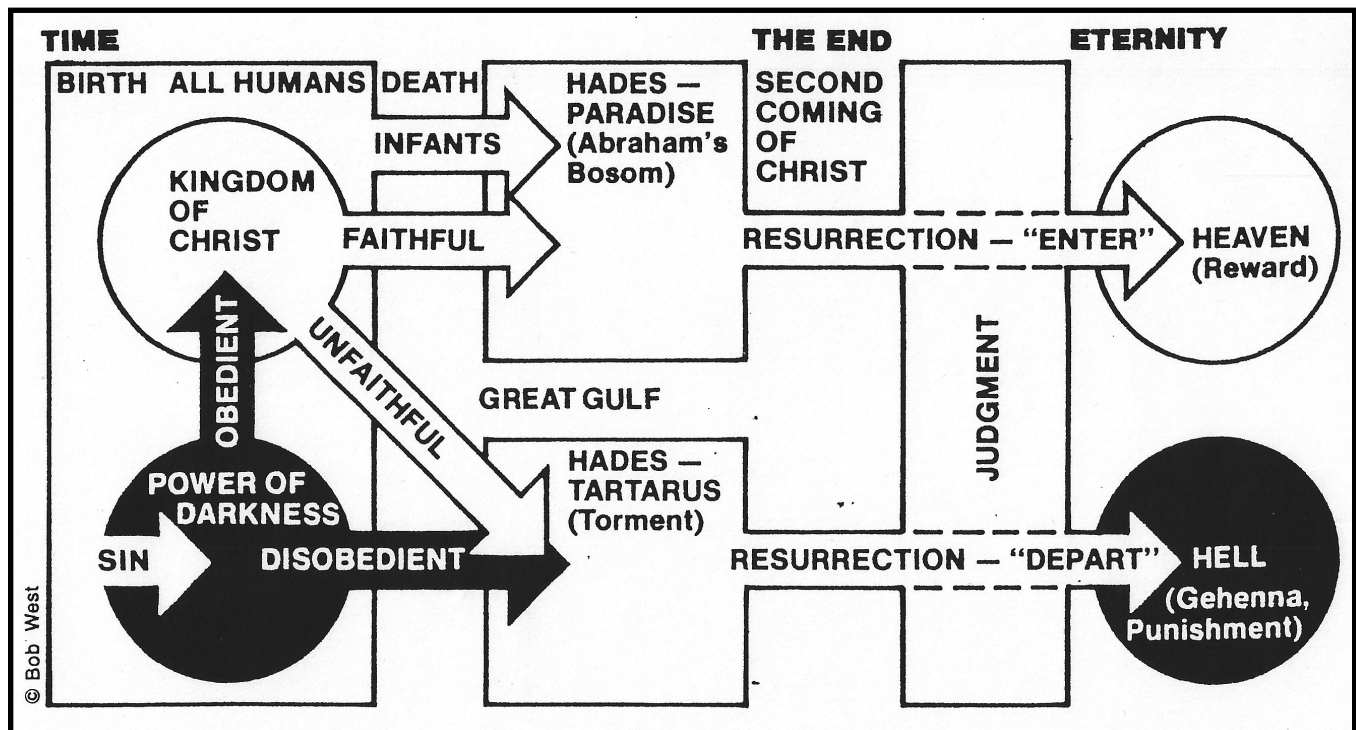 TIME
THE END
ETERNITY
BIRTH ALL HUMANS
DEATH
HADES —
PARADISE
(Abraham's
Bosom)
SECOND
COMING
OF
CHRIST
INFANTS
KINGDOM
OF
CHRIST
FAITHFUL
RESURRECTION — “ENTER”
HEAVEN
(Reward)
OBEDIENT
UNFAITHFUL
GREAT GULF
JUDGMENT
POWER OF
DARKNESS
HADES —
TARTARUS
(Torment)
SIN
DISOBEDIENT
RESURRECTION — “DEPART”
HELL
(Gehenna,
Punishment)
© Bob West